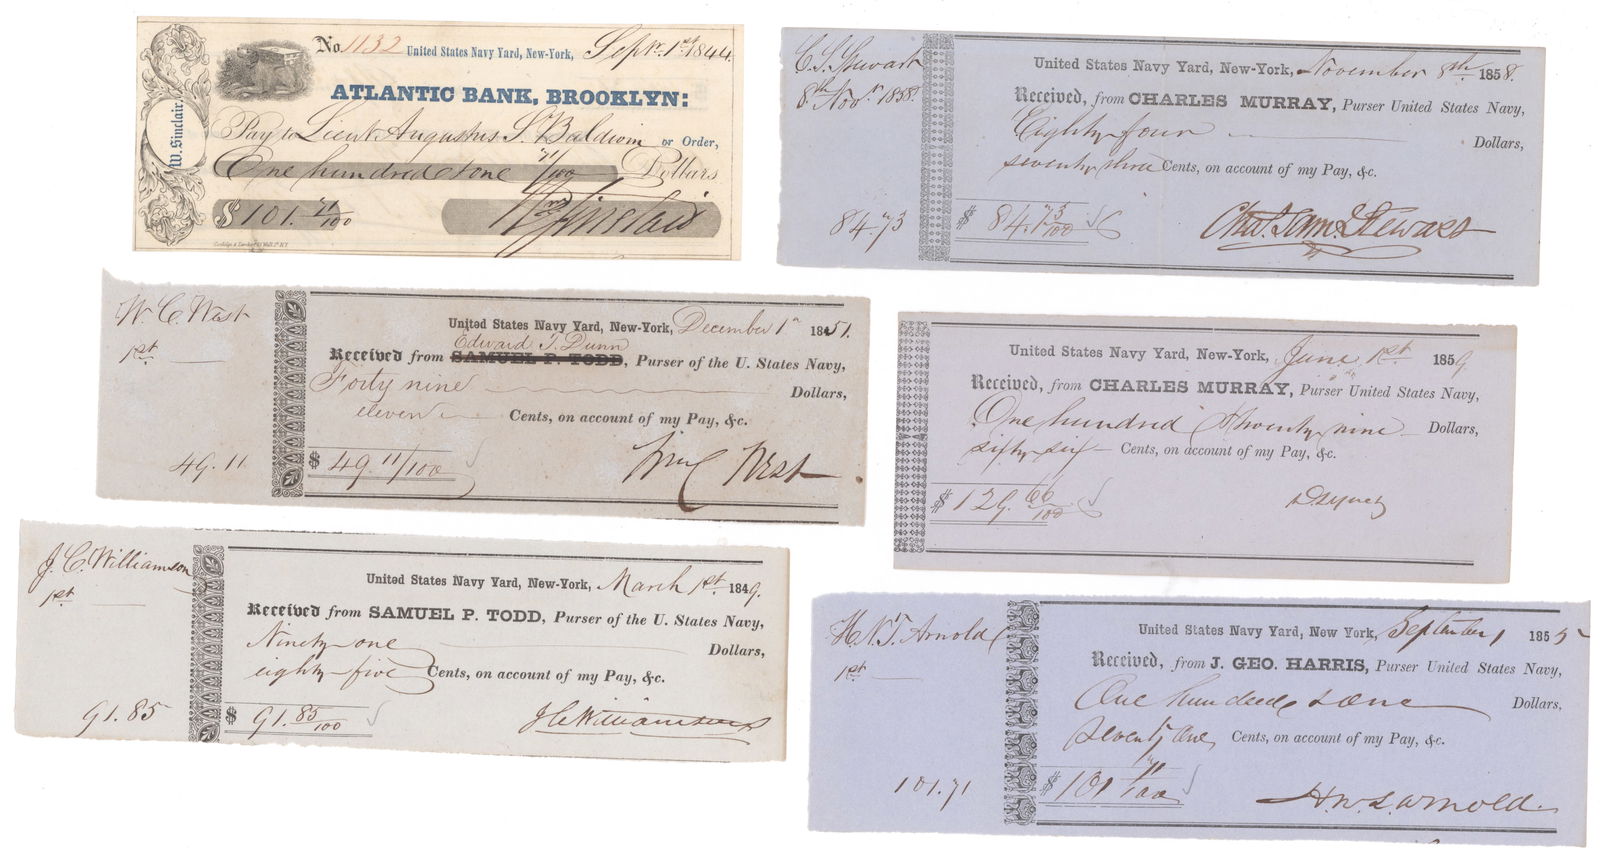 No. 1132 United States Navy Yard, New-York, Sept. 1st 1844
ATLANTIC BANK, BROOKLYN:
Pay to Lieut Augustus S. Baldwin or Order,
One hundred & one 71/100 Dollars
$ 101. 71/100 Wm Sinclair
W. Sinclair.
C. S. Stewart
8th Novr. 1858.
United States Navy Yard, New-York, November 8th. 1858.
Received, from CHARLES MURRAY, Purser United States Navy,
Eighty four Dollars,
seventy three Cents, on account of my Pay, &c.
84.73
$ 84.73/100
Chas. Saml. Stewart
W. C. West
1st.
United States Navy Yard, New-York, December 1st 1851.
Edward T. Dunn
Received from SAMUEL P. TODD, Purser of the U. States Navy,
Forty nine Dollars,
eleven Cents, on account of my Pay, &c.
49.11
$ 49 11/100
Wm C West
United States Navy Yard, New-York, June 1st 1859.
Received, from CHARLES MURRAY, Purser United States Navy,
One hundred & twenty nine Dollars,
sixty six Cents, on account of my Pay, &c.
$ 129. 66/100
D Lynch
J. C. Williamson
1st.
United States Navy Yard, New-York, March 1st. 1849.
Received from SAMUEL P. TODD, Purser of the U. States Navy,
Ninety one Dollars,
eighty five Cents, on account of my Pay, &c.
91.85
$ 91. 85/100
J C Williamson
H. N. T. Arnold
1st.
United States Navy Yard, New York, September 1 1855
Received, from J. GEO. HARRIS, Purser United States Navy,
One hundred & one Dollars,
seventy one Cents, on account of my Pay, &c.
101.71
$ 101 71/100
H N T Arnold